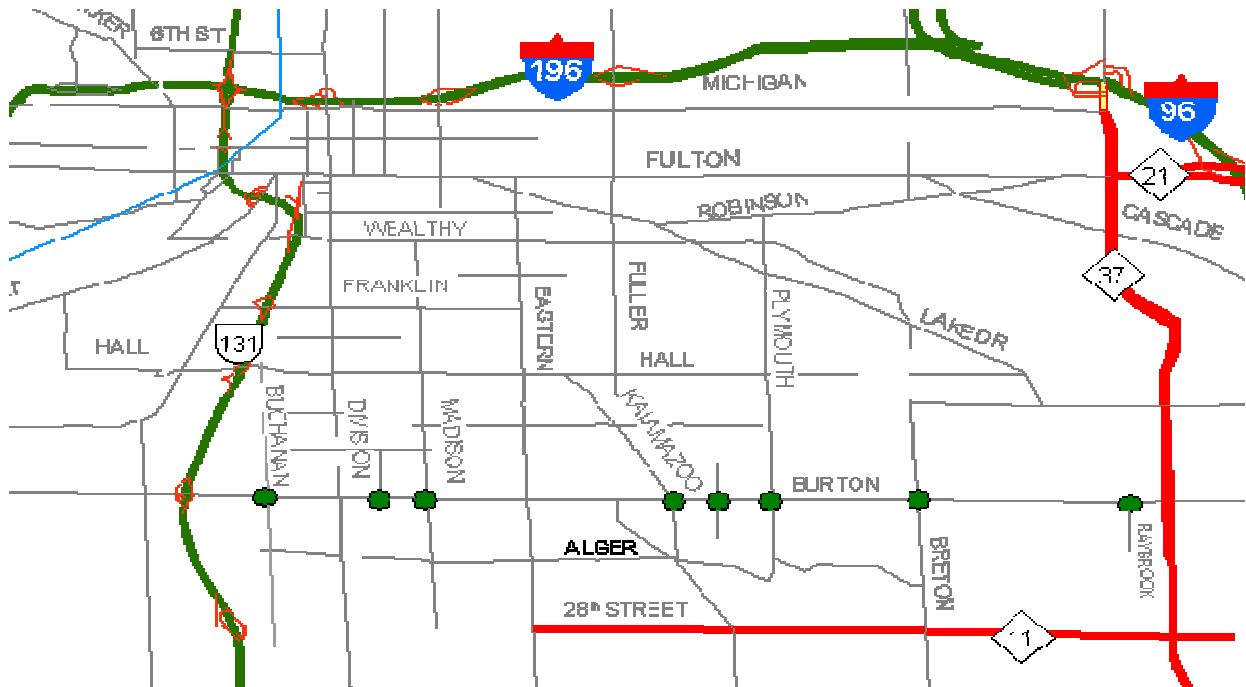 6TH ST
196
MICHIGAN
96
FULTON
21
ROBINSON
CASCADE
WEALTHY
37
FULLER
FRANKLIN
EASTERN
PLYMOUTH
LAKE DR
131
HALL
HALL
BUCHANAN
DIVISION
MADISON
KALAMAZOO
BURTON
ALGER
BRETON
RAYBROOK
28th STREET
11